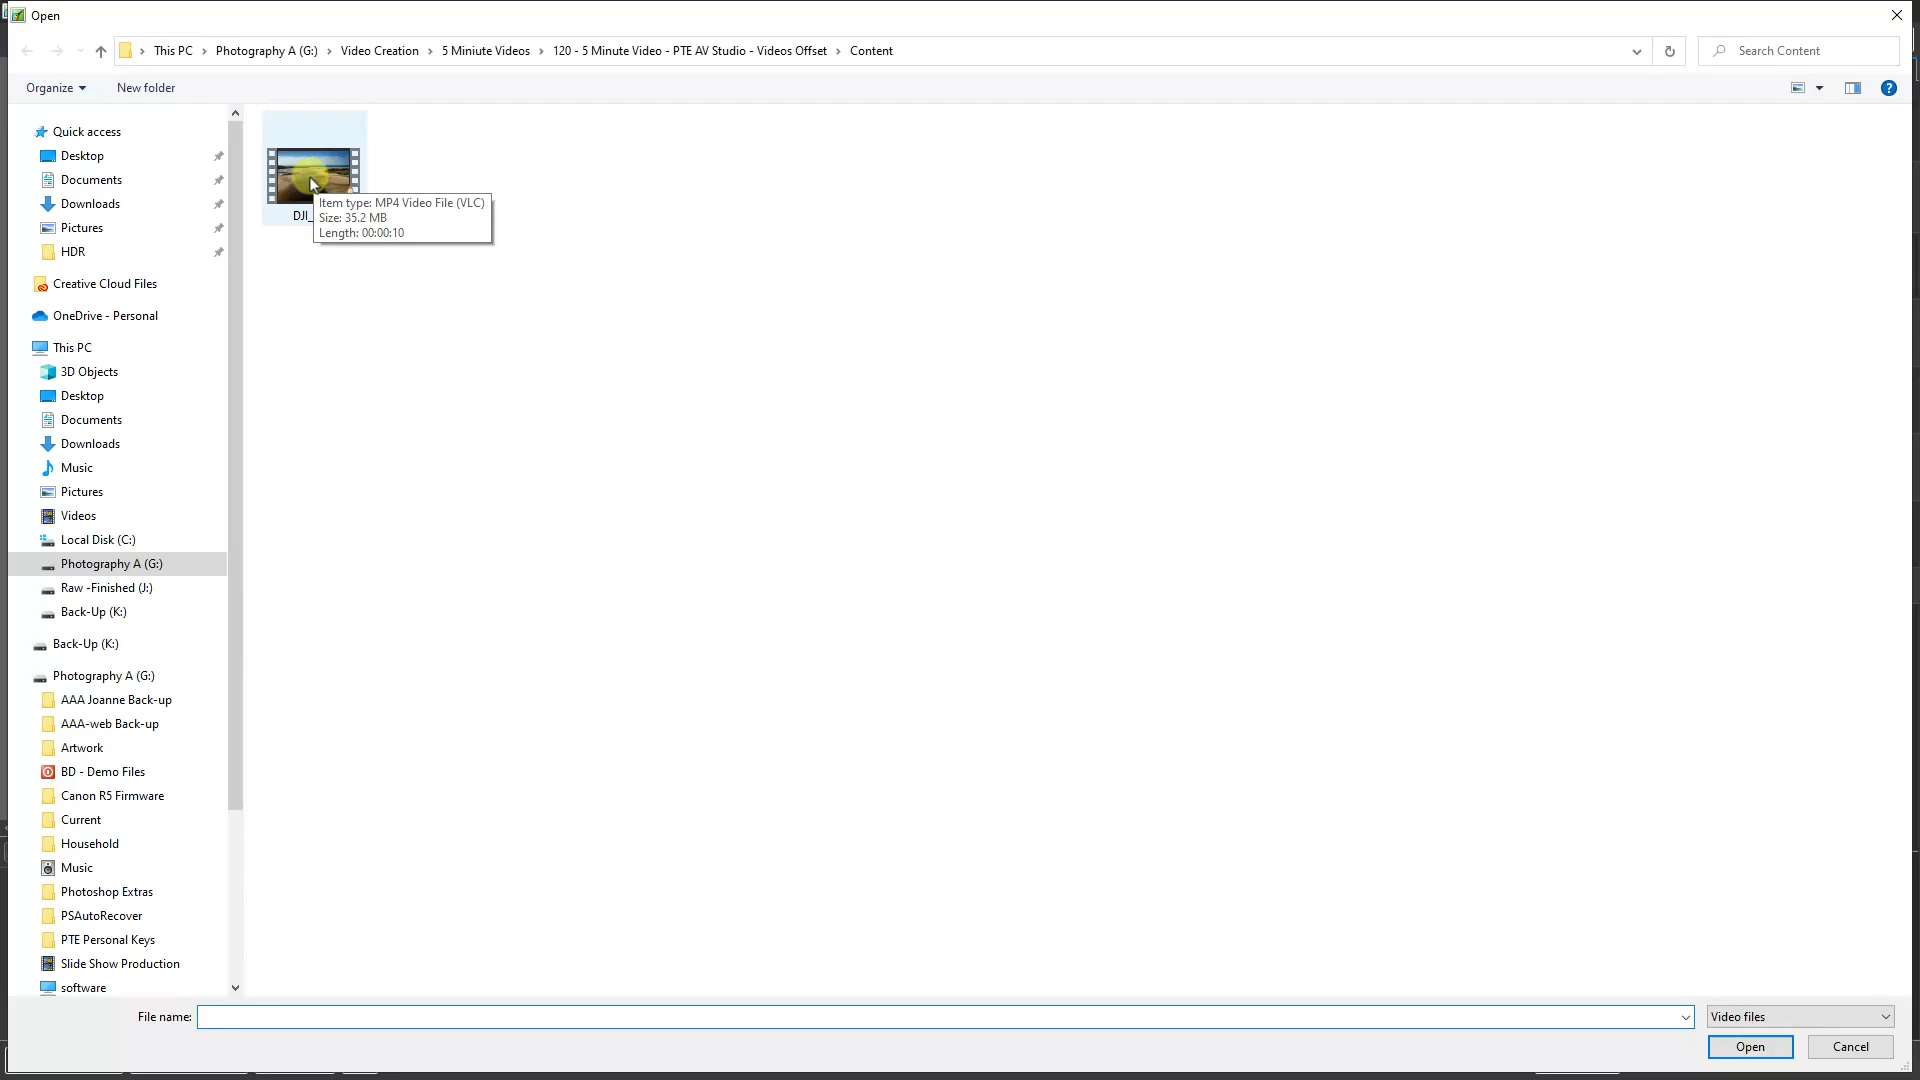 Open
This PC
Photography A (G:)
Video Creation
5 Miniute Videos
120 - 5 Minute Video - PTE AV Studio - Videos Offset
Content
Search Content
Organize
New folder
Quick access
Desktop
Documents
Downloads
Pictures
HDR
Creative Cloud Files
OneDrive - Personal
This PC
3D Objects
Desktop
Documents
Downloads
Music
Pictures
Videos
Local Disk (C:)
Photography A (G:)
Raw -Finished (J:)
Back-Up (K:)
Back-Up (K:)
Photography A (G:)
AAA Joanne Back-up
AAA-web Back-up
Artwork
BD - Demo Files
Canon R5 Firmware
Current
Household
Music
Photoshop Extras
PSAutoRecover
PTE Personal Keys
Slide Show Production
software
DJI_
Item type: MP4 Video File (VLC)
Size: 35.2 MB
Length: 00:00:10
File name:
Video files
Open
Cancel